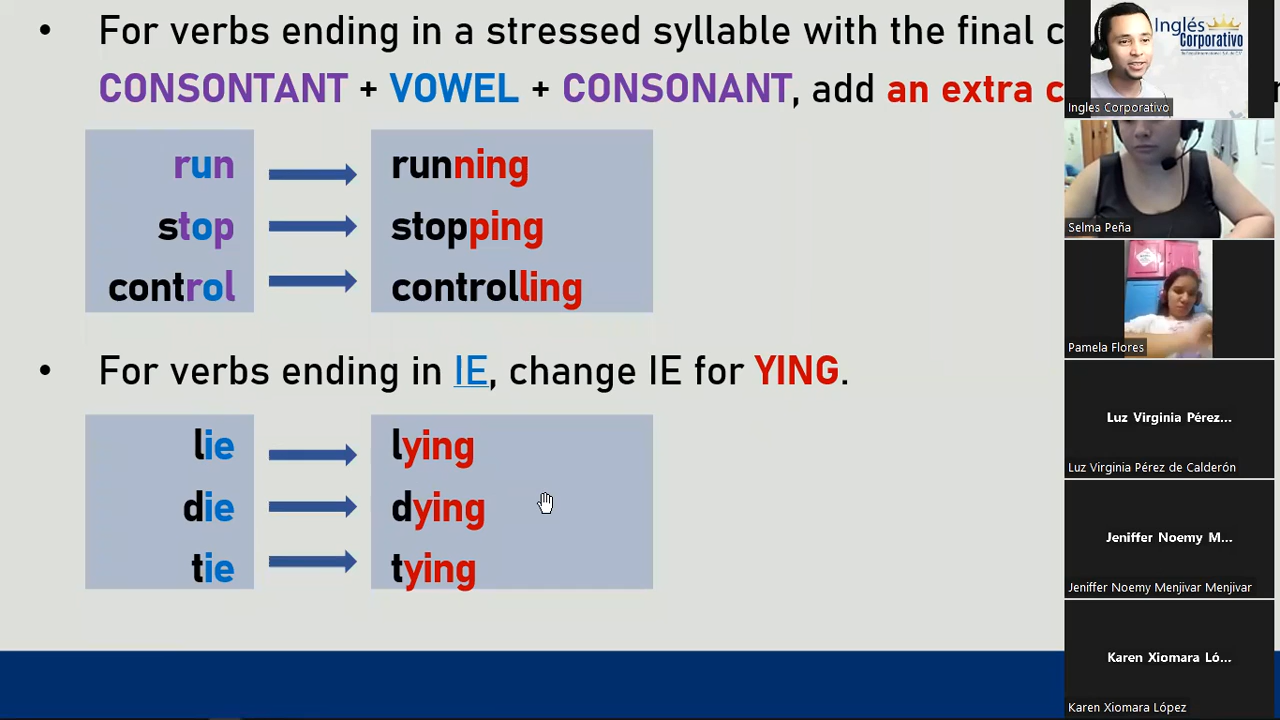 • For verbs ending in a stressed syllable with the final c
CONSONTANT + VOWEL + CONSONANT, add an extra c
run running
stop stopping
control controlling
• For verbs ending in IE, change IE for YING.
lie lying
die dying
tie tying
Inglés
Corporativo
Ingles Corporativo
Selma Peña
Pamela Flores
Luz Virginia Pérez...
Luz Virginia Pérez de Calderón
Jeniffer Noemy M...
Jeniffer Noemy Menjivar Menjivar
Karen Xiomara Ló...
Karen Xiomara López